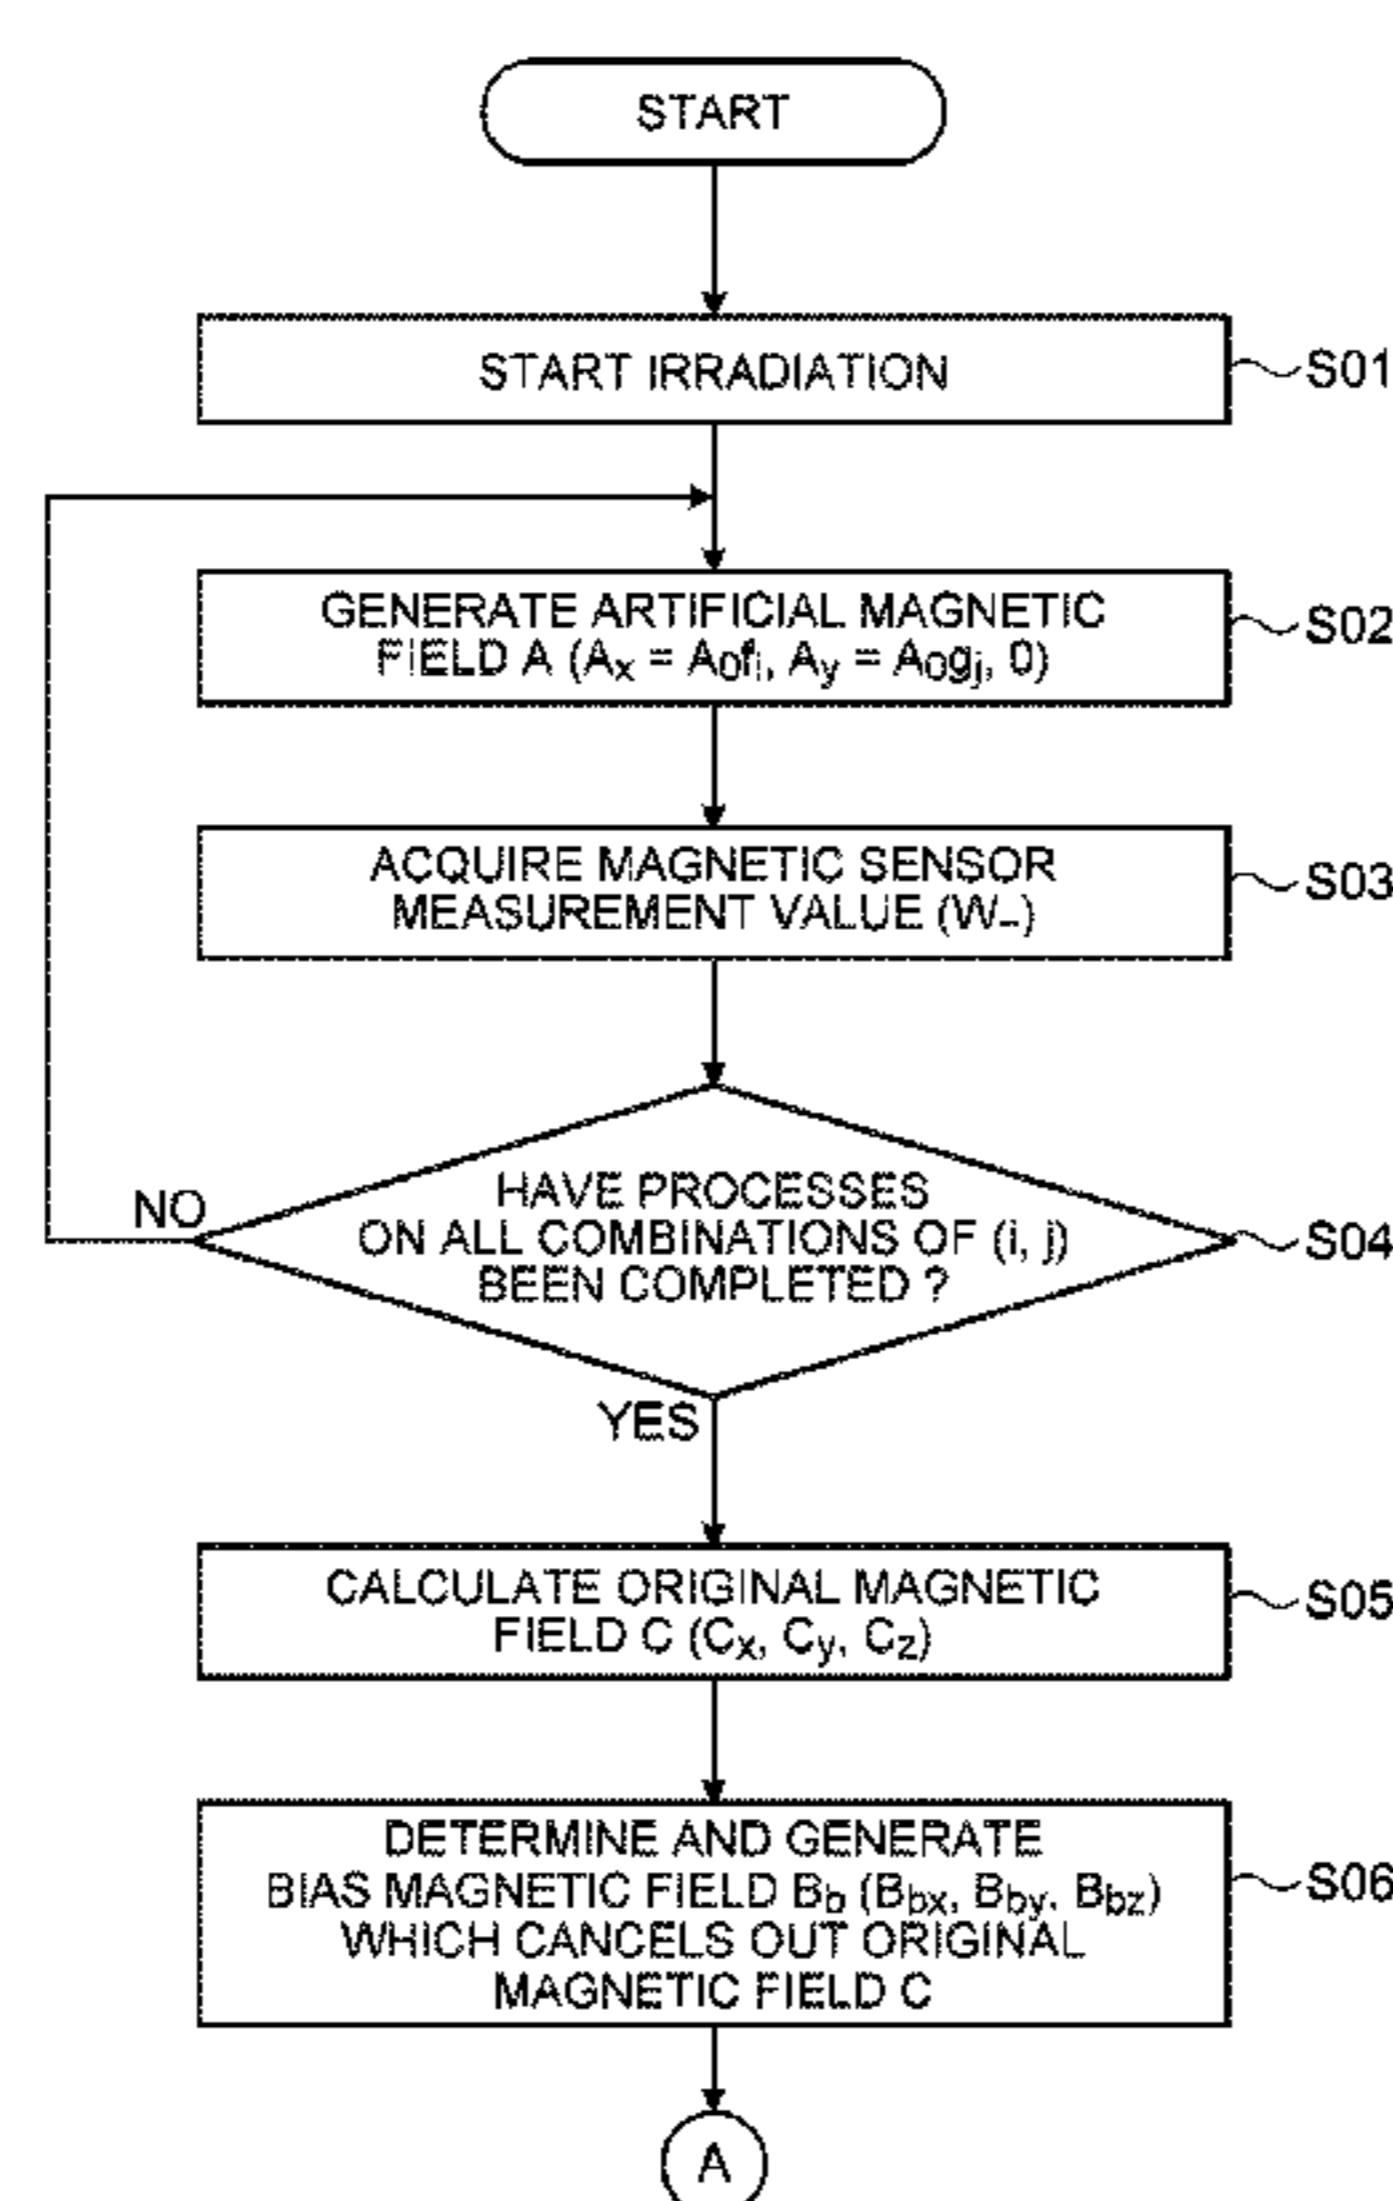 START
START IRRADIATION
S01
GENERATE ARTIFICIAL MAGNETIC
FIELD A (Ax = A0fi, Ay = A0gj, 0)
S02
ACQUIRE MAGNETIC SENSOR
MEASUREMENT VALUE (W-)
S03
HAVE PROCESSES
ON ALL COMBINATIONS OF (i, j)
BEEN COMPLETED ?
S04
NO
YES
CALCULATE ORIGINAL MAGNETIC
FIELD C (Cx, Cy, Cz)
S05
DETERMINE AND GENERATE
BIAS MAGNETIC FIELD Bb (Bbx, Bby, Bbz)
WHICH CANCELS OUT ORIGINAL
MAGNETIC FIELD C
S06
A